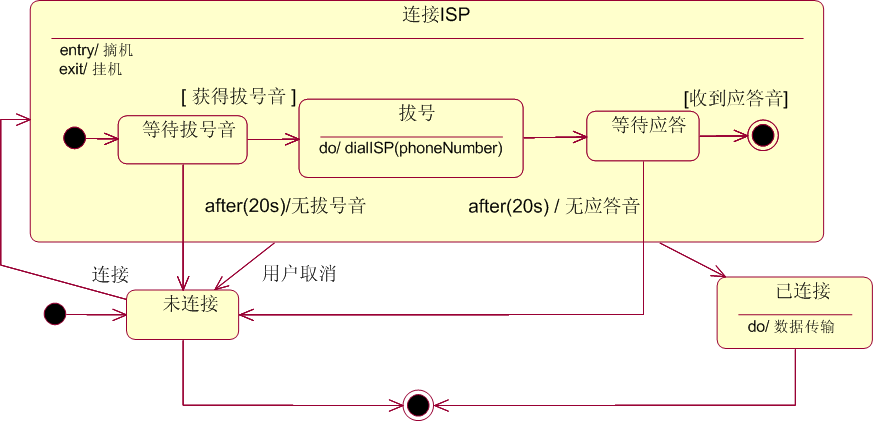 连接ISP
entry/ 摘机
exit/ 挂机
[ 获得拔号音 ]
[收到应答音]
等待拔号音
拔号
do/ dialISP(phoneNumber)
等待应答
after(20s)/无拔号音
after(20s) / 无应答音
连接
用户取消
未连接
已连接
do/ 数据传输